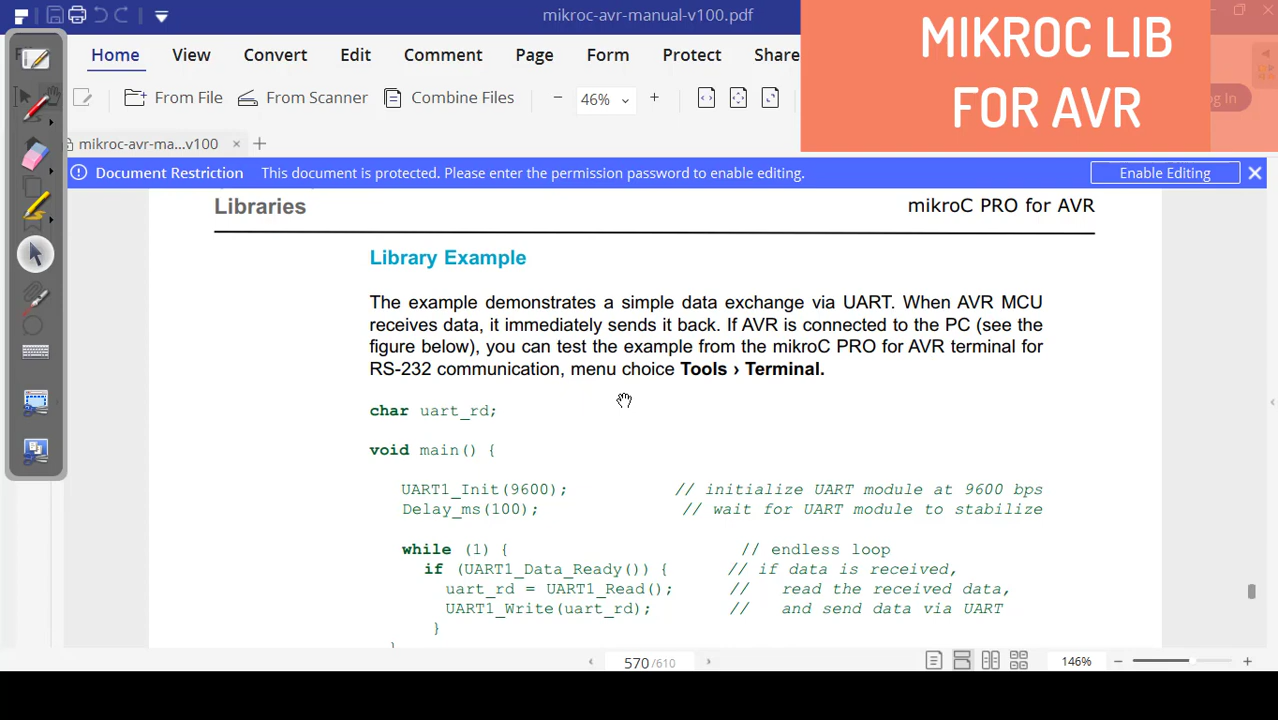 mikroc-avr-manual-v100.pdf
MIKROC LIB
FOR AVR
Home View Convert Edit Comment Page Form Protect Share
From File From Scanner Combine Files 46% Log In
mikroc-avr-ma...v100
Document Restriction This document is protected. Please enter the permission password to enable editing. Enable Editing
Libraries mikroC PRO for AVR
Library Example
The example demonstrates a simple data exchange via UART. When AVR MCU
receives data, it immediately sends it back. If AVR is connected to the PC (see the
figure below), you can test the example from the mikroC PRO for AVR terminal for
RS-232 communication, menu choice Tools › Terminal.
char uart_rd;
void main() {
UART1_Init(9600); // initialize UART module at 9600 bps
Delay_ms(100); // wait for UART module to stabilize
while (1) { // endless loop
if (UART1_Data_Ready()) { // if data is received,
uart_rd = UART1_Read(); // read the received data,
UART1_Write(uart_rd); // and send data via UART
}
570 /610 146%